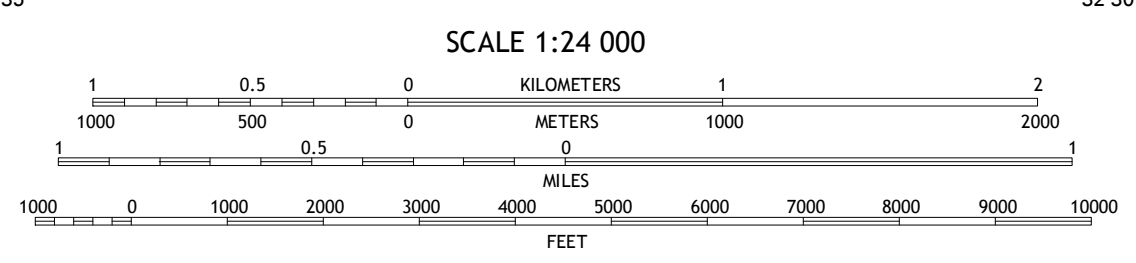 SCALE 1:24 000
1 0.5 0 KILOMETERS 1 2
1000 500 0 METERS 1000 2000
1 0.5 0 1
MILES
1000 0 1000 2000 3000 4000 5000 6000 7000 8000 9000 10000
FEET